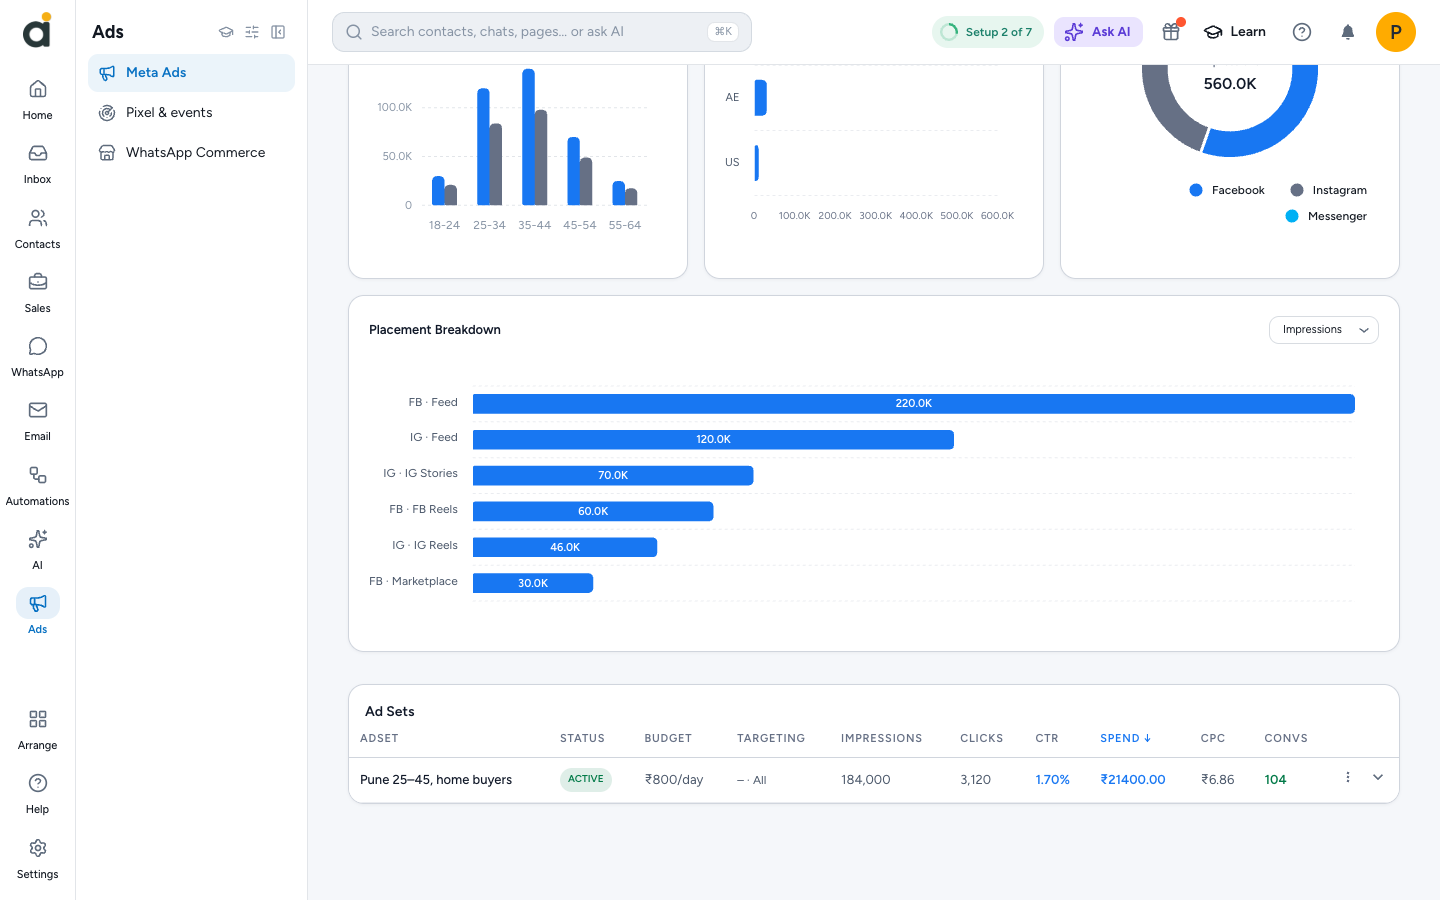 Ads
Search contacts, chats, pages... or ask AI
⌘K
Setup 2 of 7
Ask AI
Learn
P
Home
Inbox
Contacts
Sales
WhatsApp
Email
Automations
AI
Ads
Arrange
Help
Settings
Meta Ads
Pixel & events
WhatsApp Commerce
100.0K
50.0K
0
18-24 25-34 35-44 45-54 55-64
AE
US
0 100.0K 200.0K 300.0K 400.0K 500.0K 600.0K
560.0K
Facebook Instagram
Messenger
Placement Breakdown
Impressions
FB · Feed 220.0K
IG · Feed 120.0K
IG · IG Stories 70.0K
FB · FB Reels 60.0K
IG · IG Reels 46.0K
FB · Marketplace 30.0K
Ad Sets
ADSET STATUS BUDGET TARGETING IMPRESSIONS CLICKS CTR SPEND ↓ CPC CONVS
Pune 25–45, home buyers ACTIVE ₹800/day – · All 184,000 3,120 1.70% ₹21400.00 ₹6.86 104